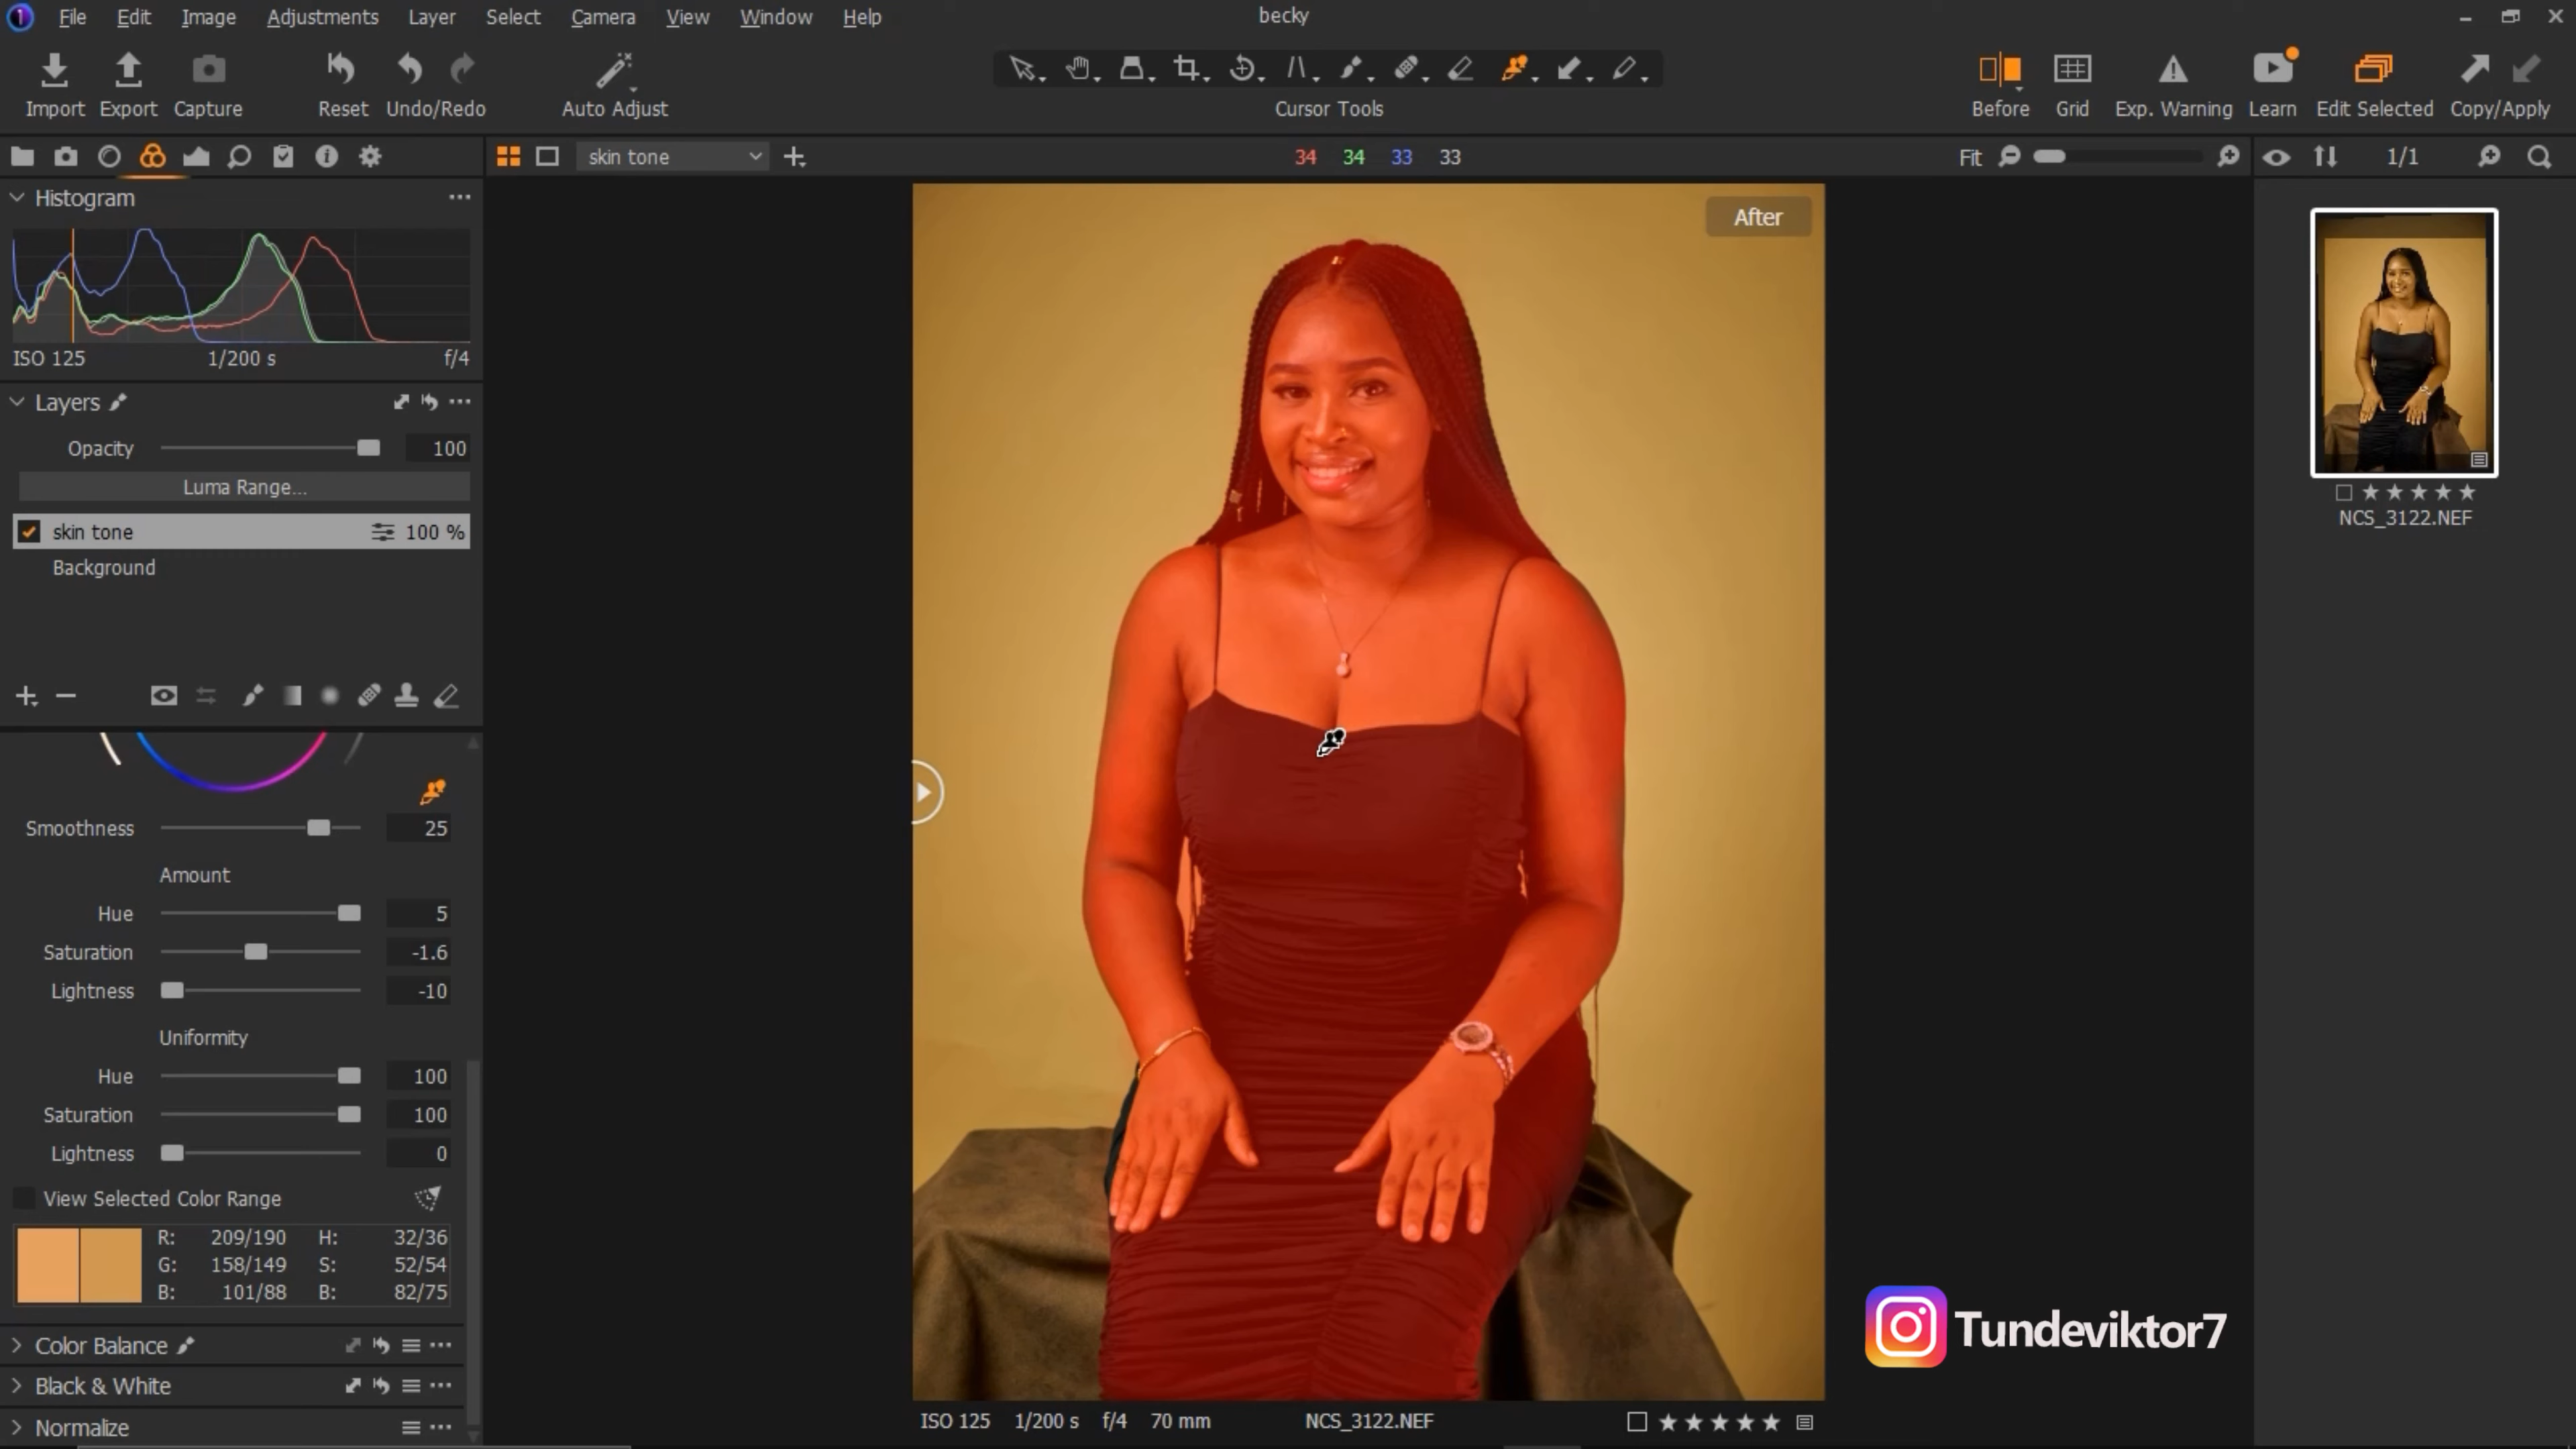 File Edit Image Adjustments Layer Select Camera View Window Help
becky
Import Export Capture Reset Undo/Redo Auto Adjust
Cursor Tools
Before Grid Exp. Warning Learn Edit Selected Copy/Apply
skin tone
34 34 33 33
Fit
1/1
Histogram
ISO 125 1/200 s f/4
Layers
Opacity 100
Luma Range...
skin tone 100 %
Background
Smoothness 25
Amount
Hue 5
Saturation -1.6
Lightness -10
Uniformity
Hue 100
Saturation 100
Lightness 0
View Selected Color Range
R: 209/190 H: 32/36
G: 158/149 S: 52/54
B: 101/88 B: 82/75
Color Balance
Black & White
Normalize
After
ISO 125 1/200 s f/4 70 mm NCS_3122.NEF
NCS_3122.NEF
Tundeviktor7